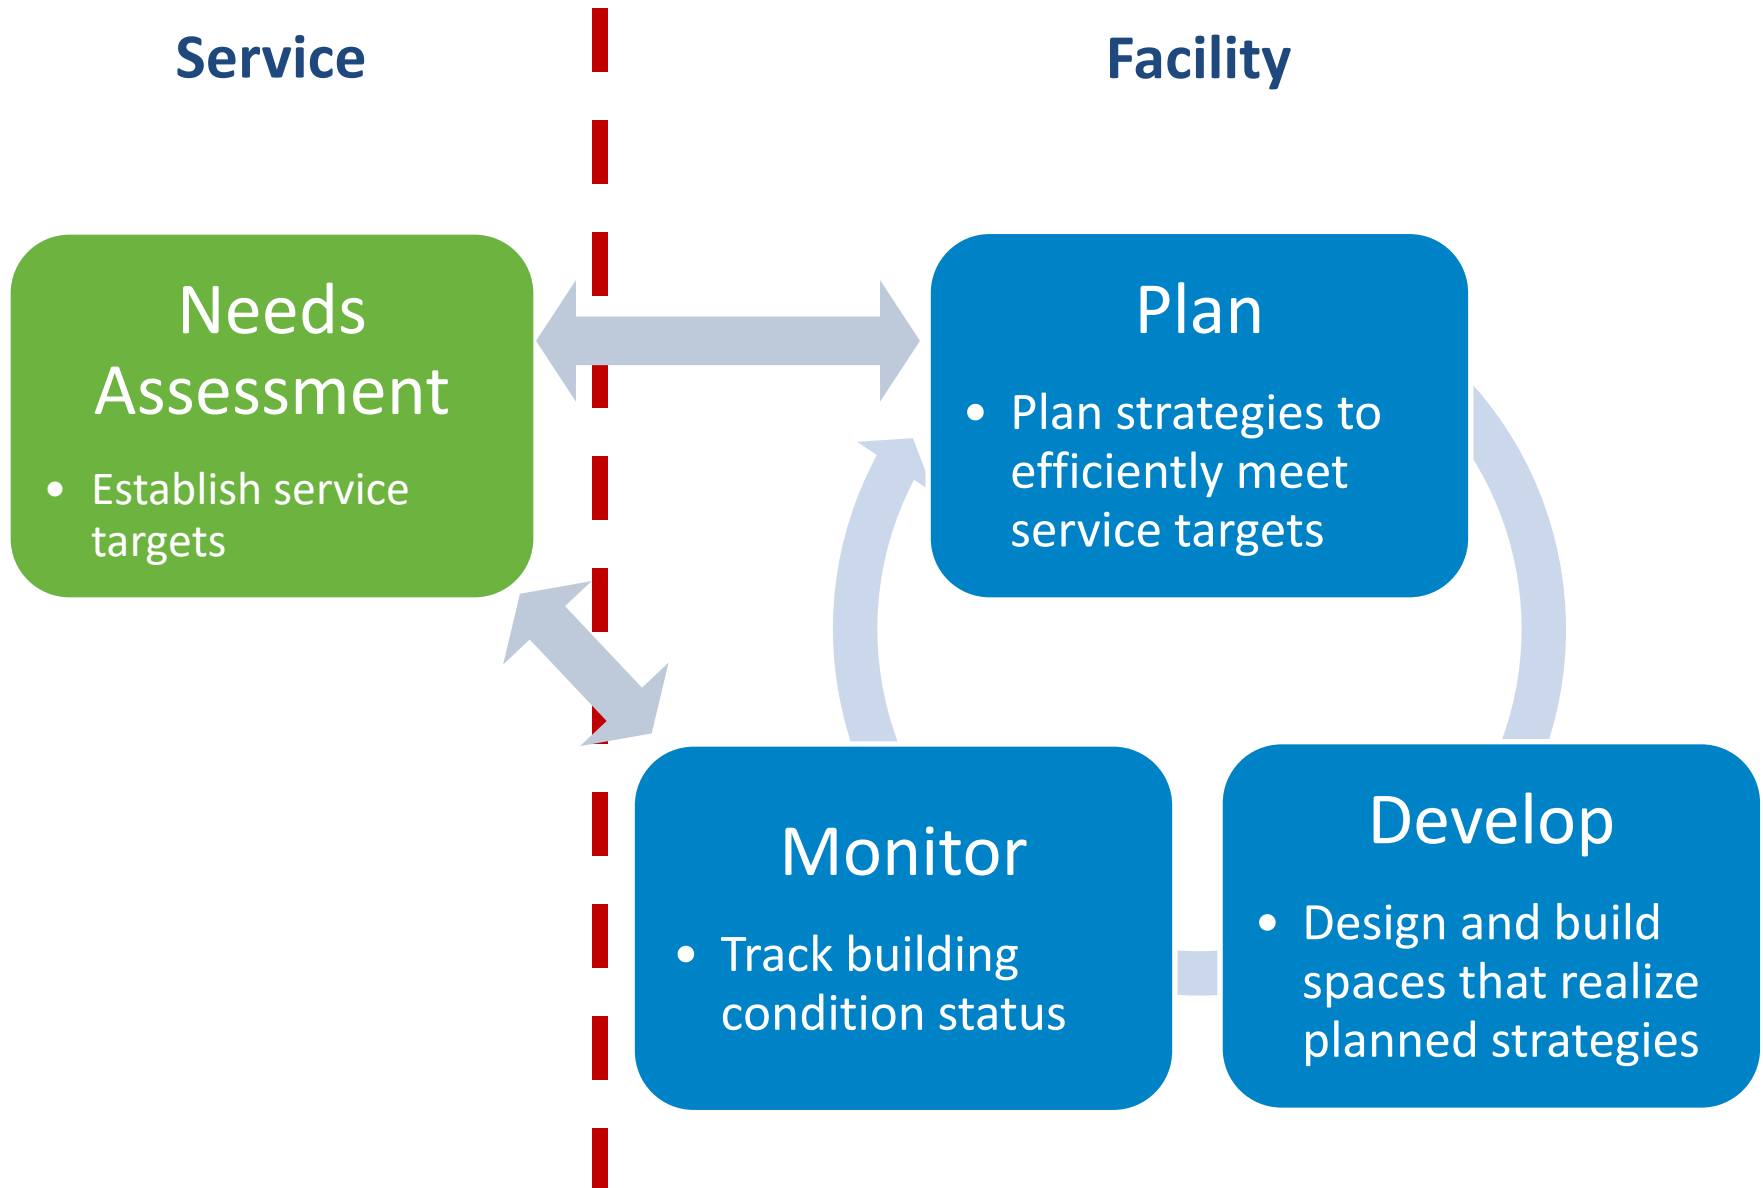 Service
Facility
Needs
Assessment
• Establish service
targets
Plan
• Plan strategies to
efficiently meet
service targets
Monitor
• Track building
condition status
Develop
• Design and build
spaces that realize
planned strategies